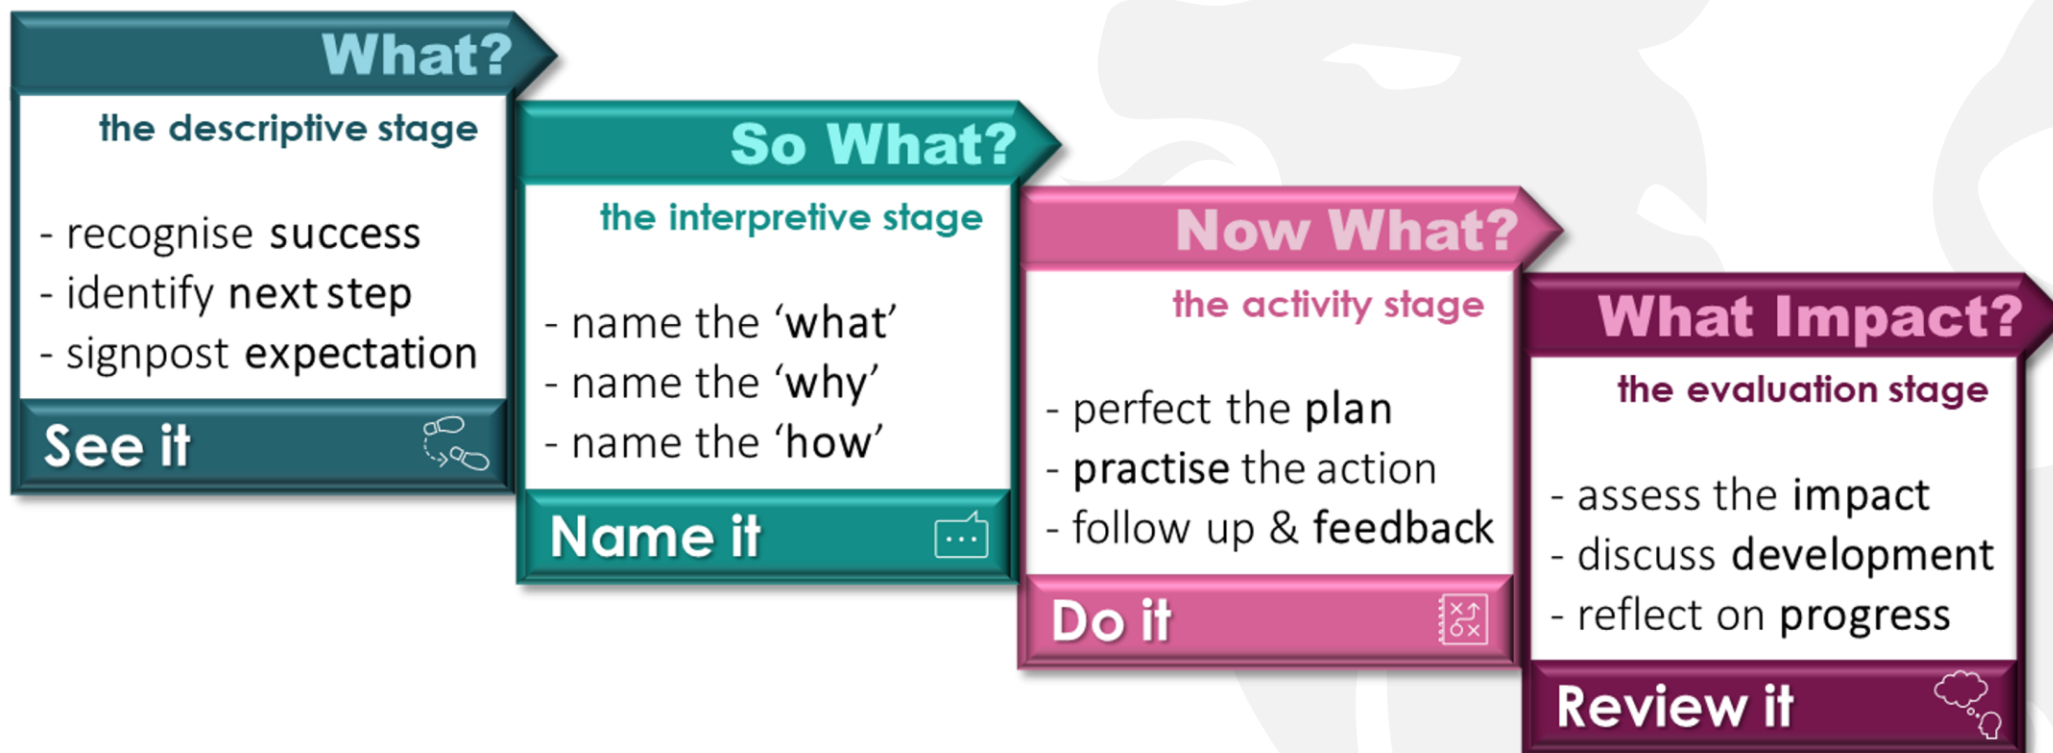 What?
the descriptive stage
- recognise success
- identify next step
- signpost expectation
See it
So What?
the interpretive stage
- name the ‘what’
- name the ‘why’
- name the ‘how’
Name it
Now What?
the activity stage
- perfect the plan
- practise the action
- follow up & feedback
Do it
What Impact?
the evaluation stage
- assess the impact
- discuss development
- reflect on progress
Review it